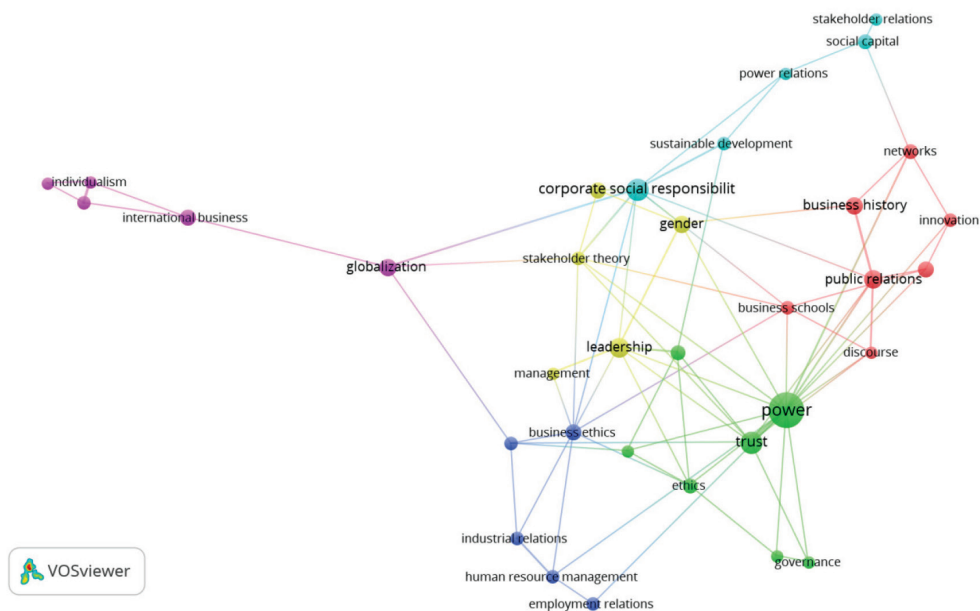 stakeholder relations
social capital
power relations
sustainable development
networks
individualism
corporate social responsibilit
business history
international business
gender
innovation
stakeholder theory
globalization
public relations
business schools
leadership
discourse
management
power
business ethics
trust
ethics
industrial relations
governance
human resource management
employment relations
VOSviewer